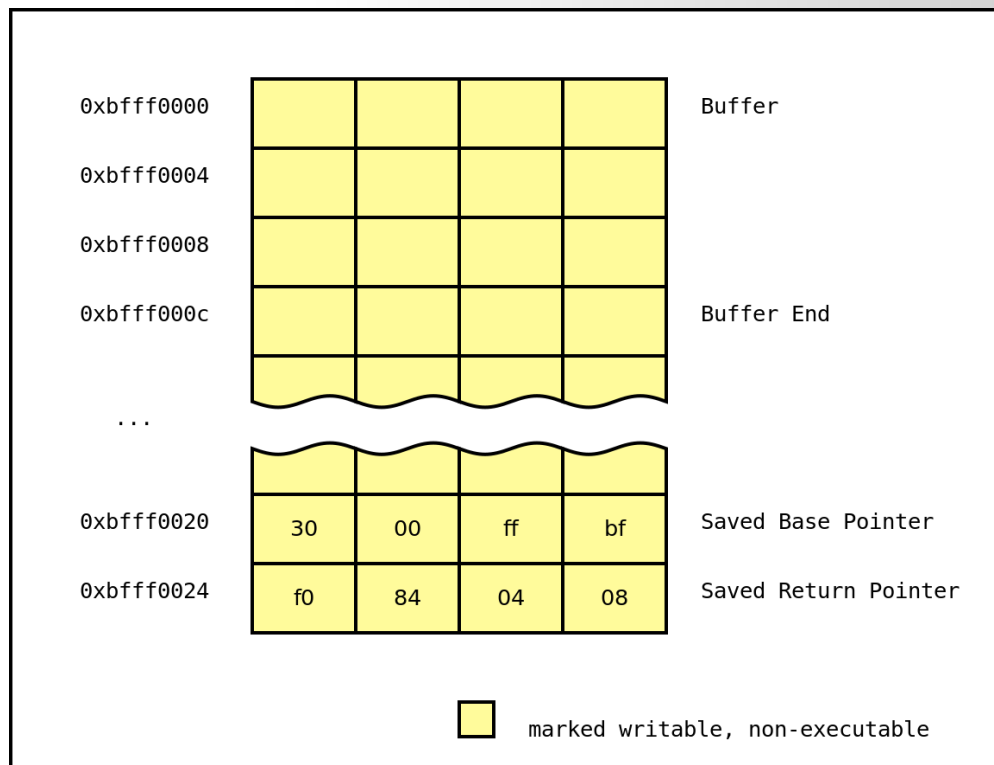 0xbfff0000 Buffer
0xbfff0004
0xbfff0008
0xbfff000c Buffer End
...
0xbfff0020 30 00 ff bf Saved Base Pointer
0xbfff0024 f0 84 04 08 Saved Return Pointer
marked writable, non-executable